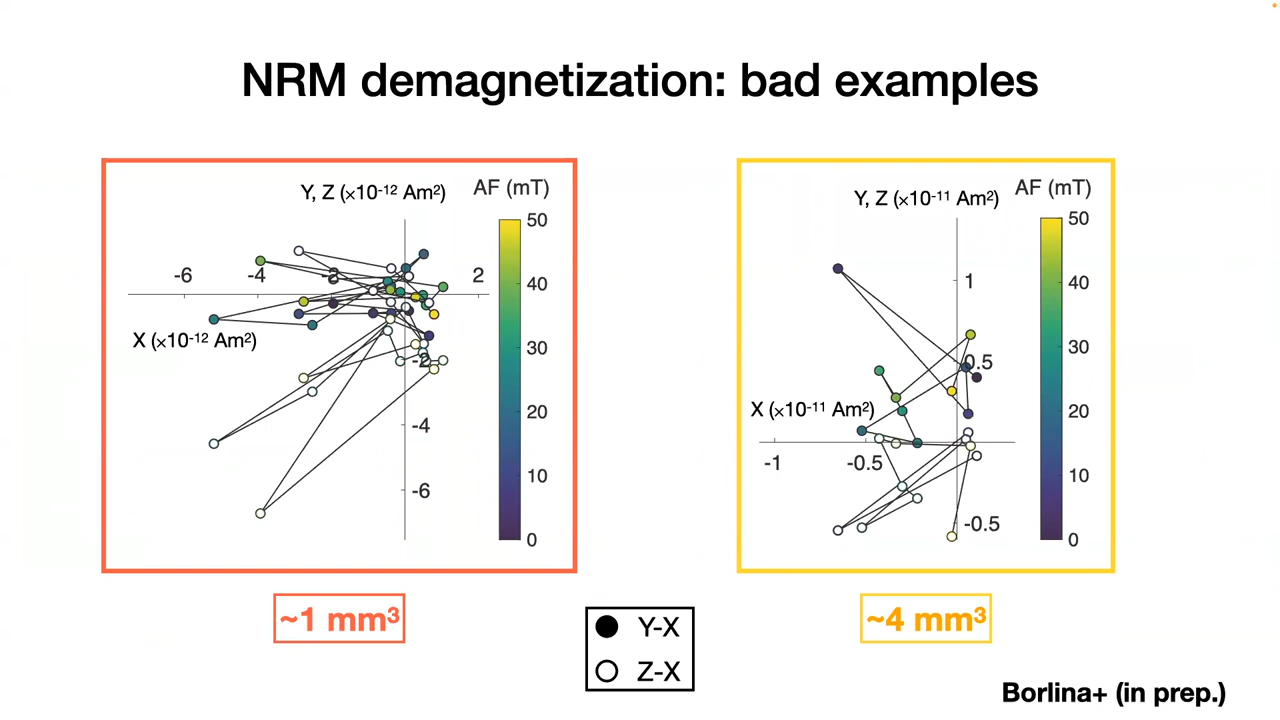 NRM demagnetization: bad examples
Y, Z (×10-12 Am2)
AF (mT)
50
40
30
20
10
0
-6
-4
-2
2
X (×10-12 Am2)
-2
-4
-6
~1 mm3
Y, Z (×10-11 Am2)
AF (mT)
50
40
30
20
10
0
1
0.5
X (×10-11 Am2)
-1
-0.5
-0.5
~4 mm3
Y-X
Z-X
Borlina+ (in prep.)